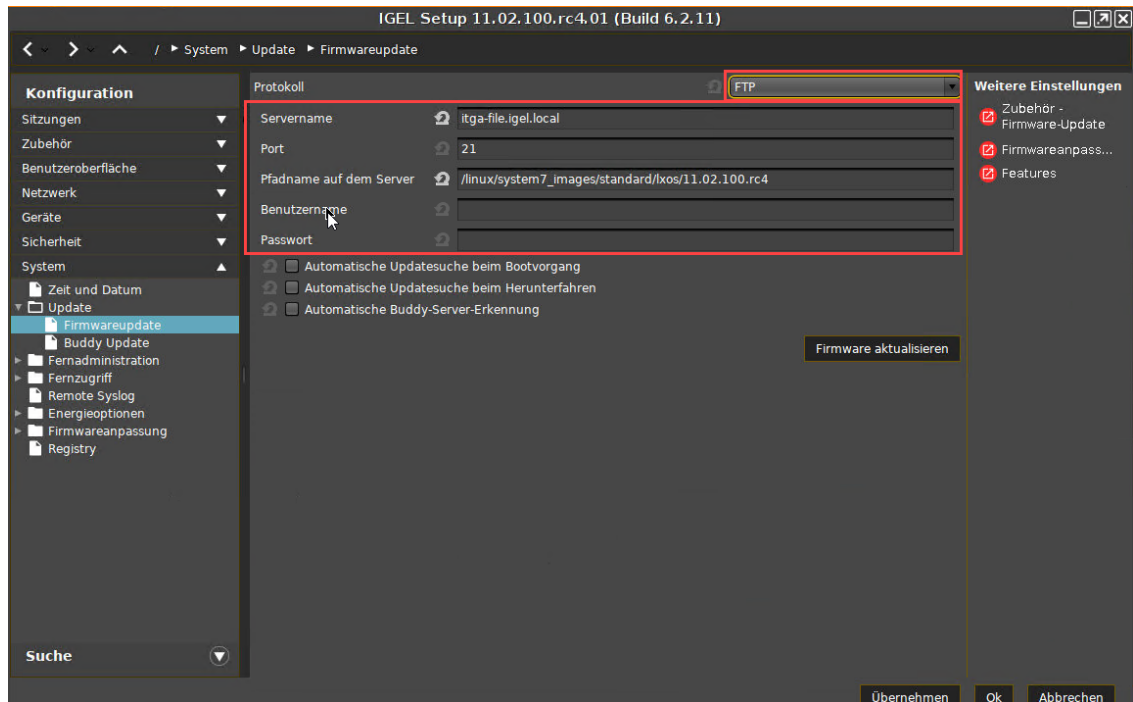 IGEL Setup 11.02.100.rc4.01 (Build 6.2.11)
/ System Update Firmwareupdate
Konfiguration
Sitzungen
Zubehör
Benutzeroberfläche
Netzwerk
Geräte
Sicherheit
System
Zeit und Datum
Update
Firmwareupdate
Buddy Update
Fernadministration
Fernzugriff
Remote Syslog
Energieoptionen
Firmwareanpassung
Registry
Suche
Protokoll FTP
Servername itga-file.igel.local
Port 21
Pfadname auf dem Server /linux/system7_images/standard/lxos/11.02.100.rc4
Benutzername
Passwort
Automatische Updatesuche beim Bootvorgang
Automatische Updatesuche beim Herunterfahren
Automatische Buddy-Server-Erkennung
Firmware aktualisieren
Weitere Einstellungen
Zubehör -
Firmware-Update
Firmwareanpass...
Features
Übernehmen Ok Abbrechen